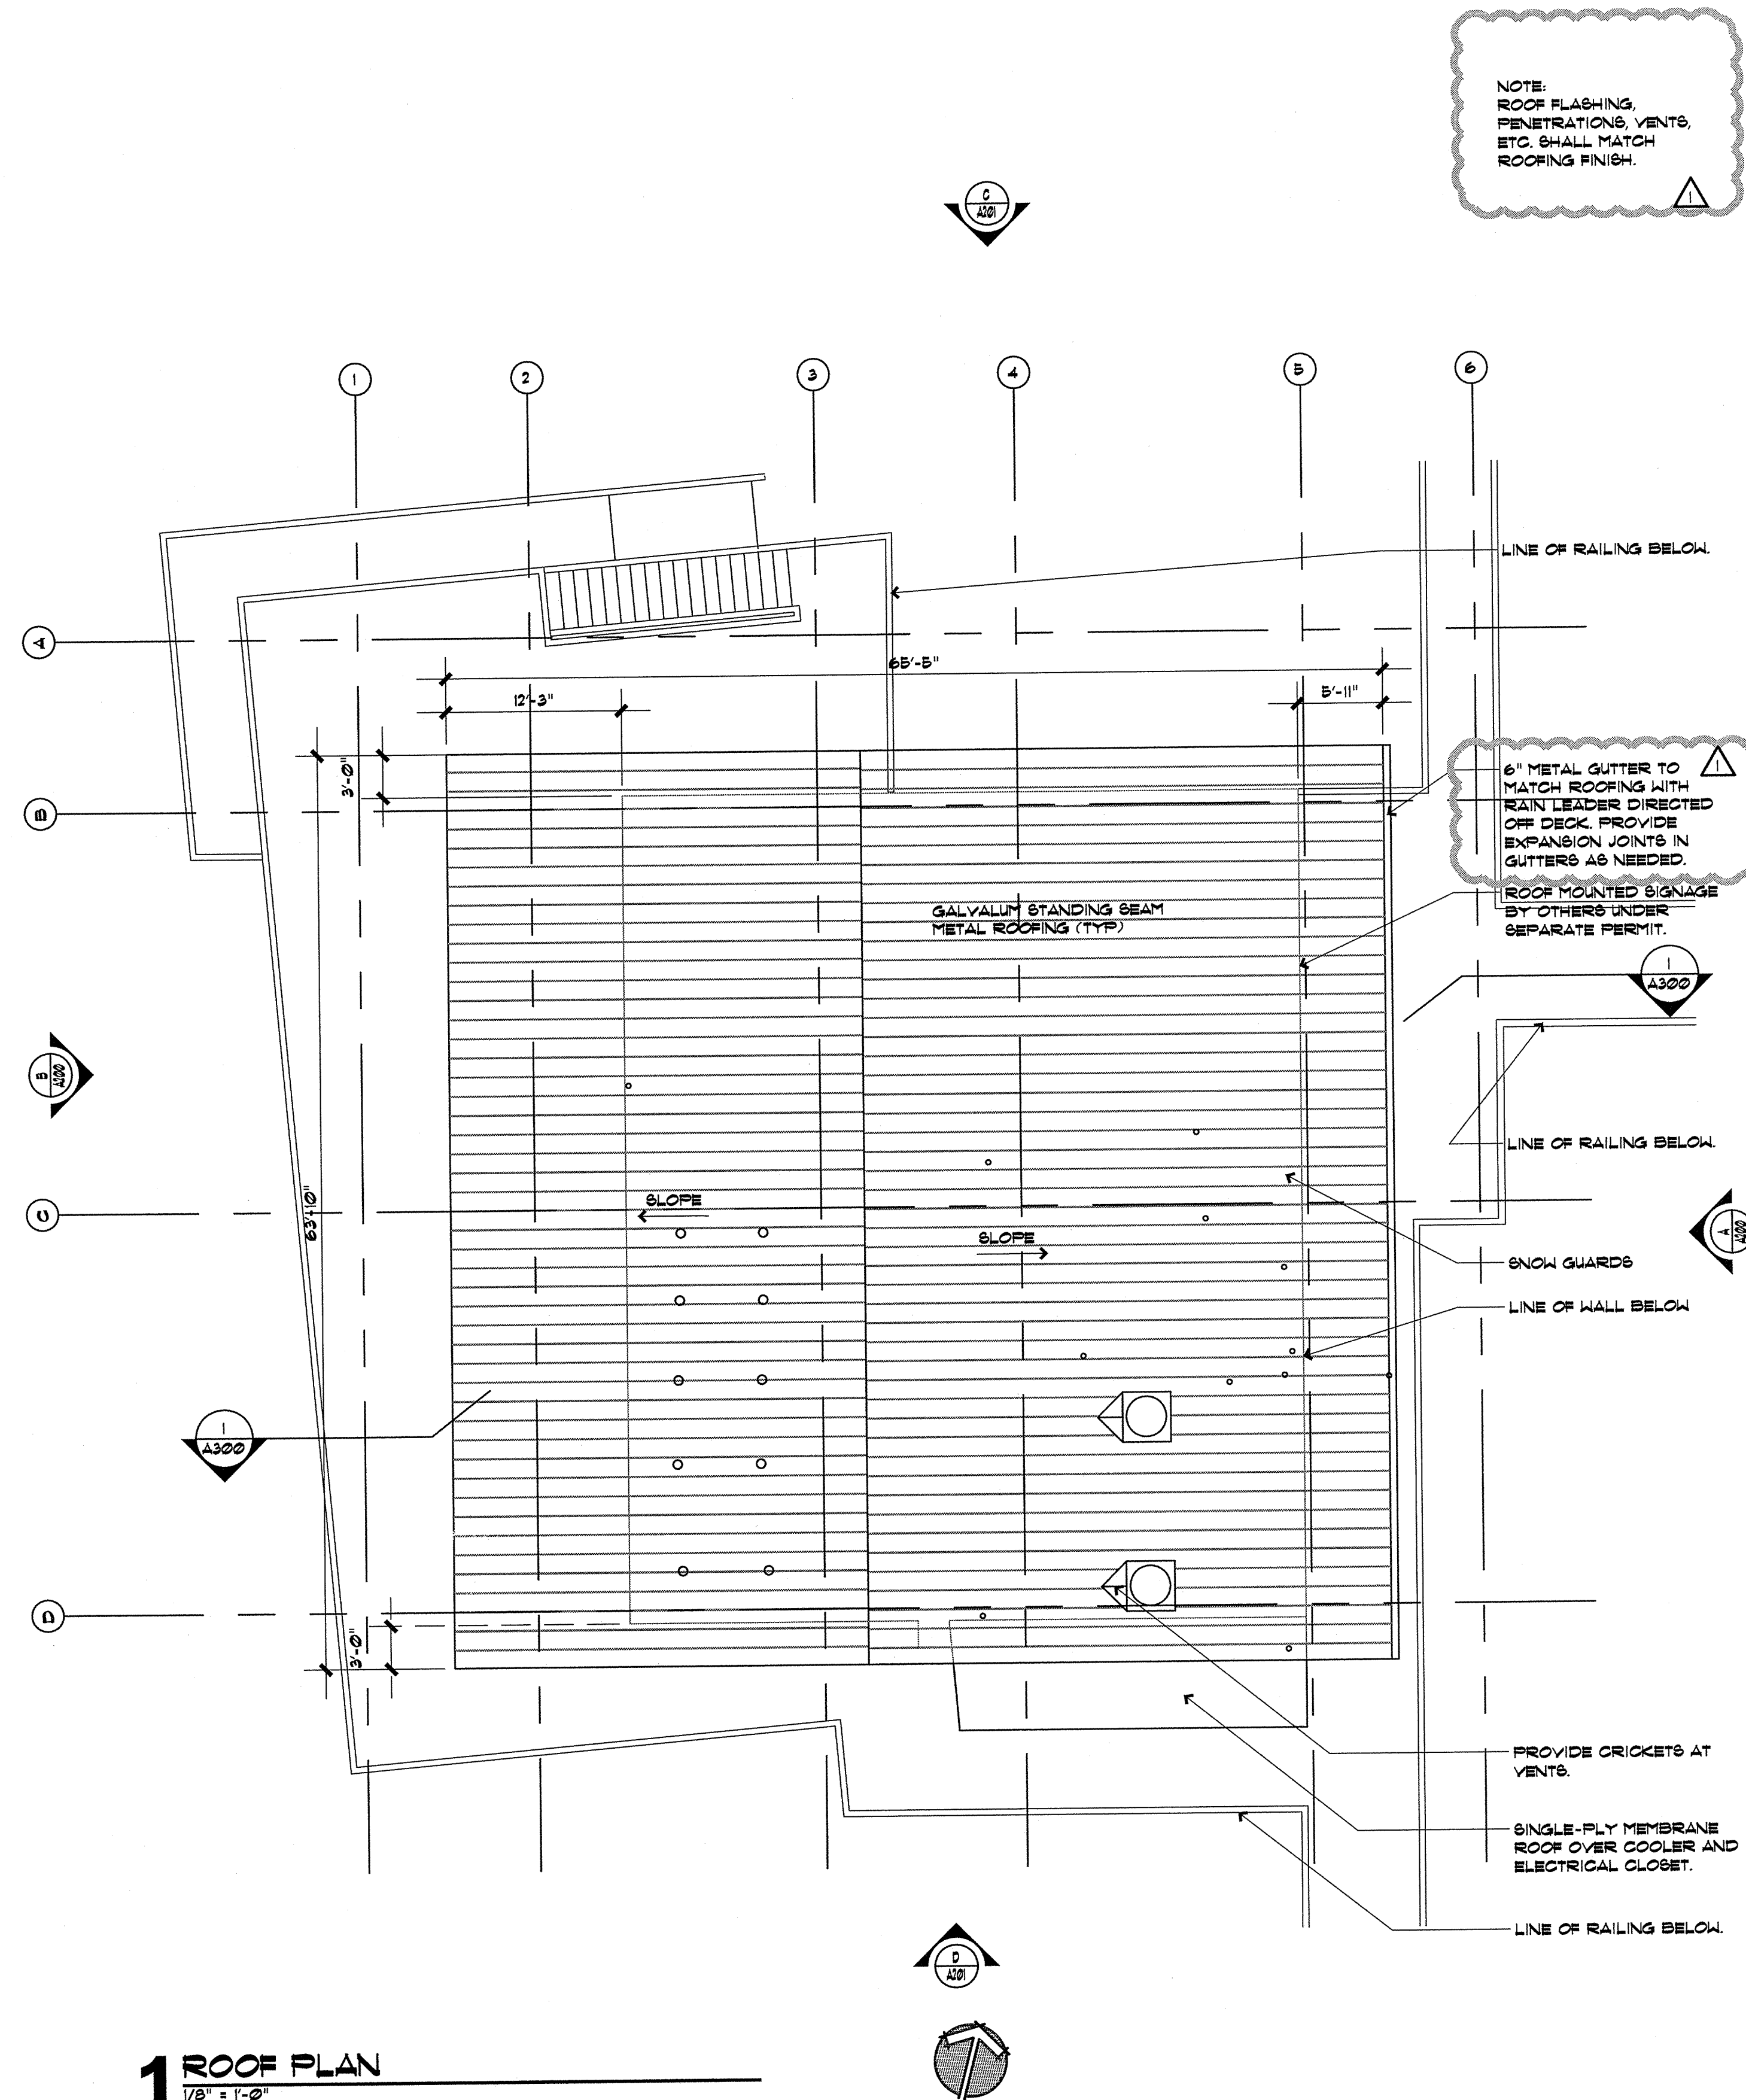 NOTE:
ROOF FLASHING,
PENETRATIONS, VENTS,
ETC. SHALL MATCH
ROOFING FINISH.
1
C
A201
1
2
3
4
5
6
LINE OF RAILING BELOW.
A
65'-5"
12'-3"
5'-11"
3'-0"
B
6" METAL GUTTER TO
MATCH ROOFING WITH
RAIN LEADER DIRECTED
OFF DECK. PROVIDE
EXPANSION JOINTS IN
GUTTERS AS NEEDED.
1
ROOF MOUNTED SIGNAGE
BY OTHERS UNDER
SEPARATE PERMIT.
GALVALUM STANDING SEAM
METAL ROOFING (TYP)
1
A300
B
A200
LINE OF RAILING BELOW.
63'-10"
C
SLOPE
SLOPE
A
A200
SNOW GUARDS
LINE OF WALL BELOW
1
A300
D
3'-0"
PROVIDE CRICKETS AT
VENTS.
SINGLE-PLY MEMBRANE
ROOF OVER COOLER AND
ELECTRICAL CLOSET.
LINE OF RAILING BELOW.
D
A201
1 ROOF PLAN
1/8" = 1'-0"